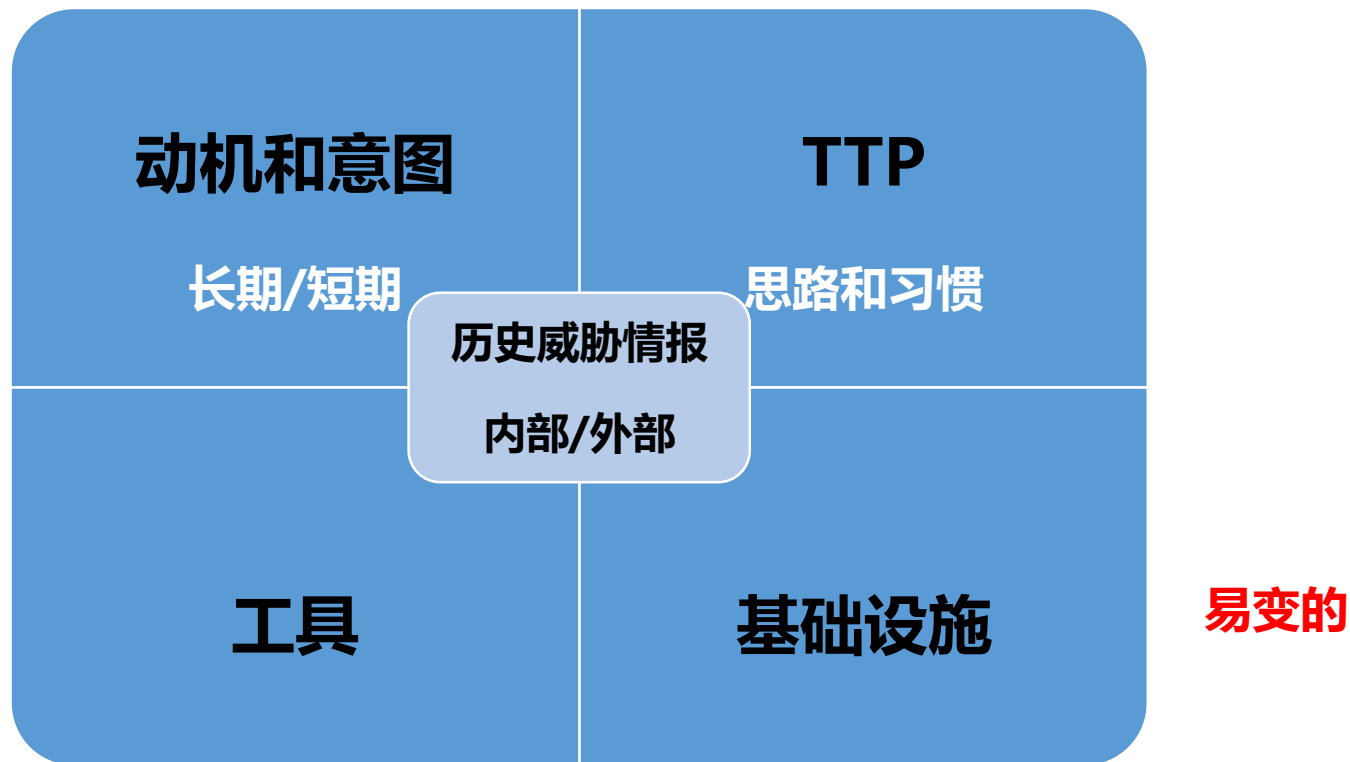 动机和意图
TTP
长期/短期
思路和习惯
历史威胁情报
内部/外部
工具
基础设施
易变的